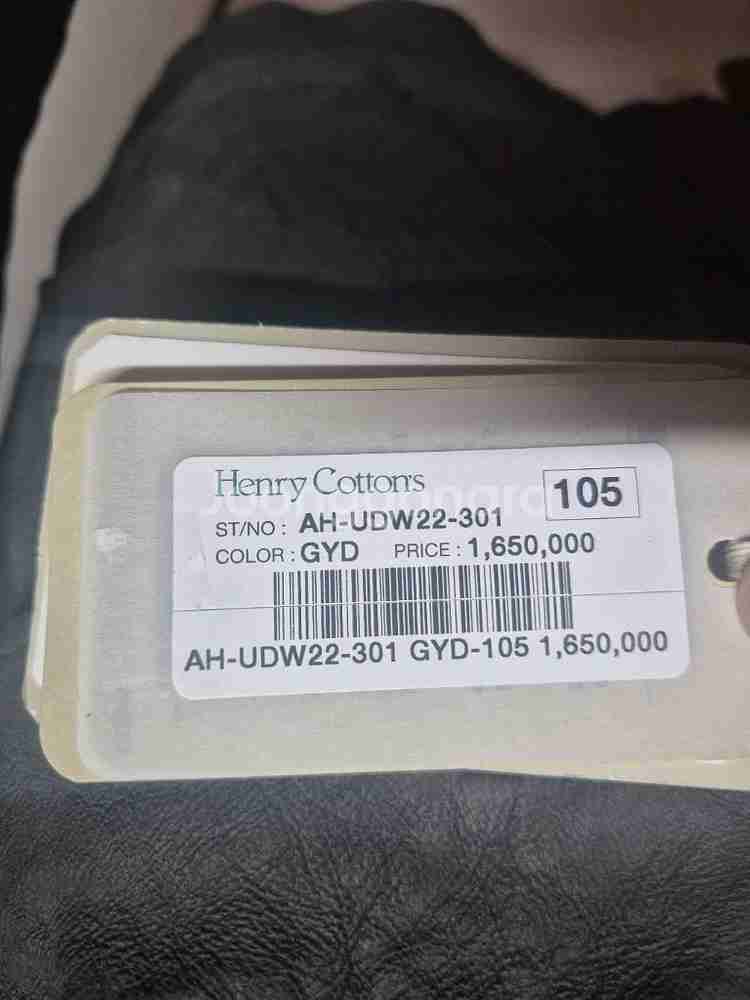 Henry Cotton's
105
ST/NO : AH-UDW22-301
COLOR : GYD PRICE : 1,650,000
AH-UDW22-301 GYD-105 1,650,000